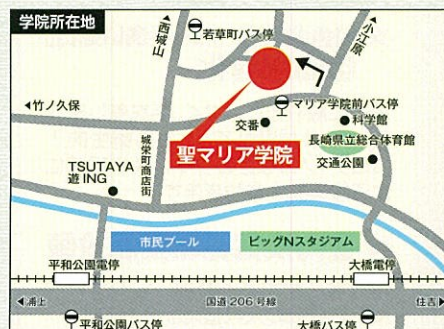 学院所在地
西城山
若草町バス停
小江原
竹ノ久保
マリア学院前バス停
交番
科学館
城栄町商店街
聖マリア学院
長崎県立総合体育館
交通公園
TSUTAYA
遊ING
市民プール
ビッグNスタジアム
平和公園電停
大橋電停
浦上
国道206号線
住吉
平和公園バス停
大橋バス停